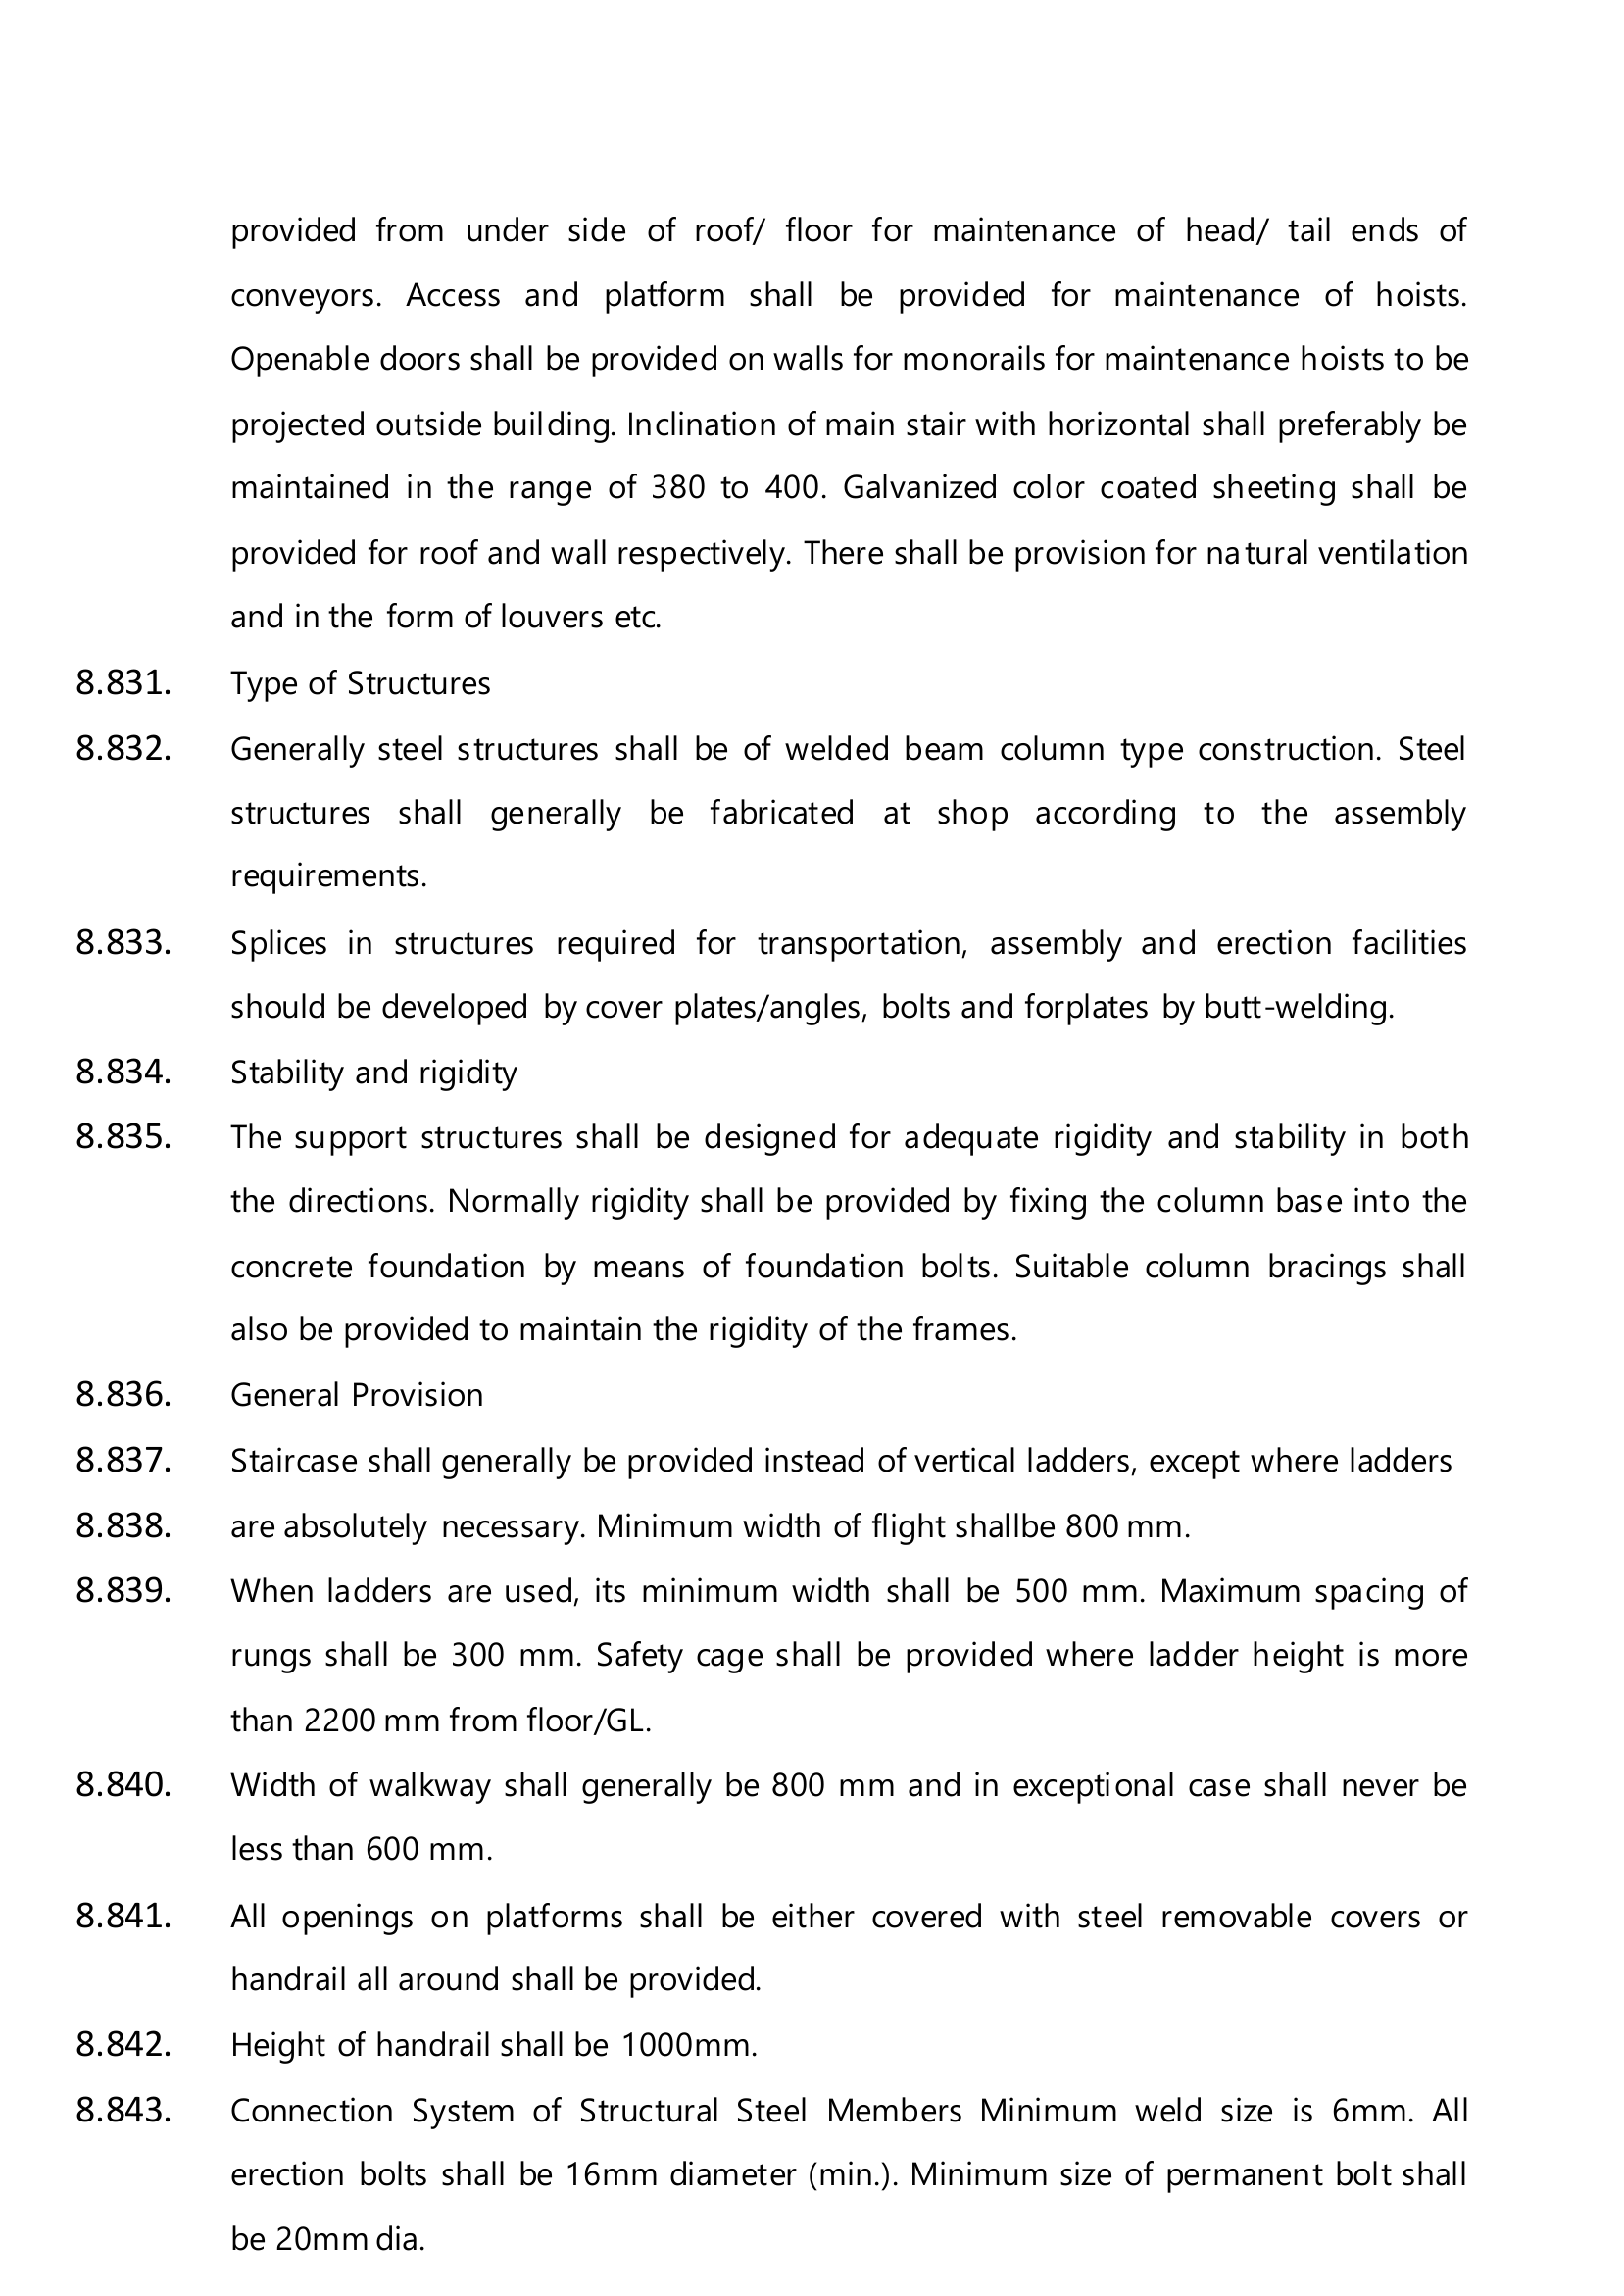 provided from under side of roof/ floor for maintenance of head/ tail ends of
conveyors. Access and platform shall be provided for maintenance of hoists.
Openable doors shall be provided on walls for monorails for maintenance hoists to be
projected outside building. Inclination of main stair with horizontal shall preferably be
maintained in the range of 380 to 400. Galvanized color coated sheeting shall be
provided for roof and wall respectively. There shall be provision for natural ventilation
and in the form of louvers etc.
8.831. Type of Structures
8.832. Generally steel structures shall be of welded beam column type construction. Steel
structures shall generally be fabricated at shop according to the assembly
requirements.
8.833. Splices in structures required for transportation, assembly and erection facilities
should be developed by cover plates/angles, bolts and forplates by butt-welding.
8.834. Stability and rigidity
8.835. The support structures shall be designed for adequate rigidity and stability in both
the directions. Normally rigidity shall be provided by fixing the column base into the
concrete foundation by means of foundation bolts. Suitable column bracings shall
also be provided to maintain the rigidity of the frames.
8.836. General Provision
8.837. Staircase shall generally be provided instead of vertical ladders, except where ladders
8.838. are absolutely necessary. Minimum width of flight shallbe 800 mm.
8.839. When ladders are used, its minimum width shall be 500 mm. Maximum spacing of
rungs shall be 300 mm. Safety cage shall be provided where ladder height is more
than 2200 mm from floor/GL.
8.840. Width of walkway shall generally be 800 mm and in exceptional case shall never be
less than 600 mm.
8.841. All openings on platforms shall be either covered with steel removable covers or
handrail all around shall be provided.
8.842. Height of handrail shall be 1000mm.
8.843. Connection System of Structural Steel Members Minimum weld size is 6mm. All
erection bolts shall be 16mm diameter (min.). Minimum size of permanent bolt shall
be 20mm dia.